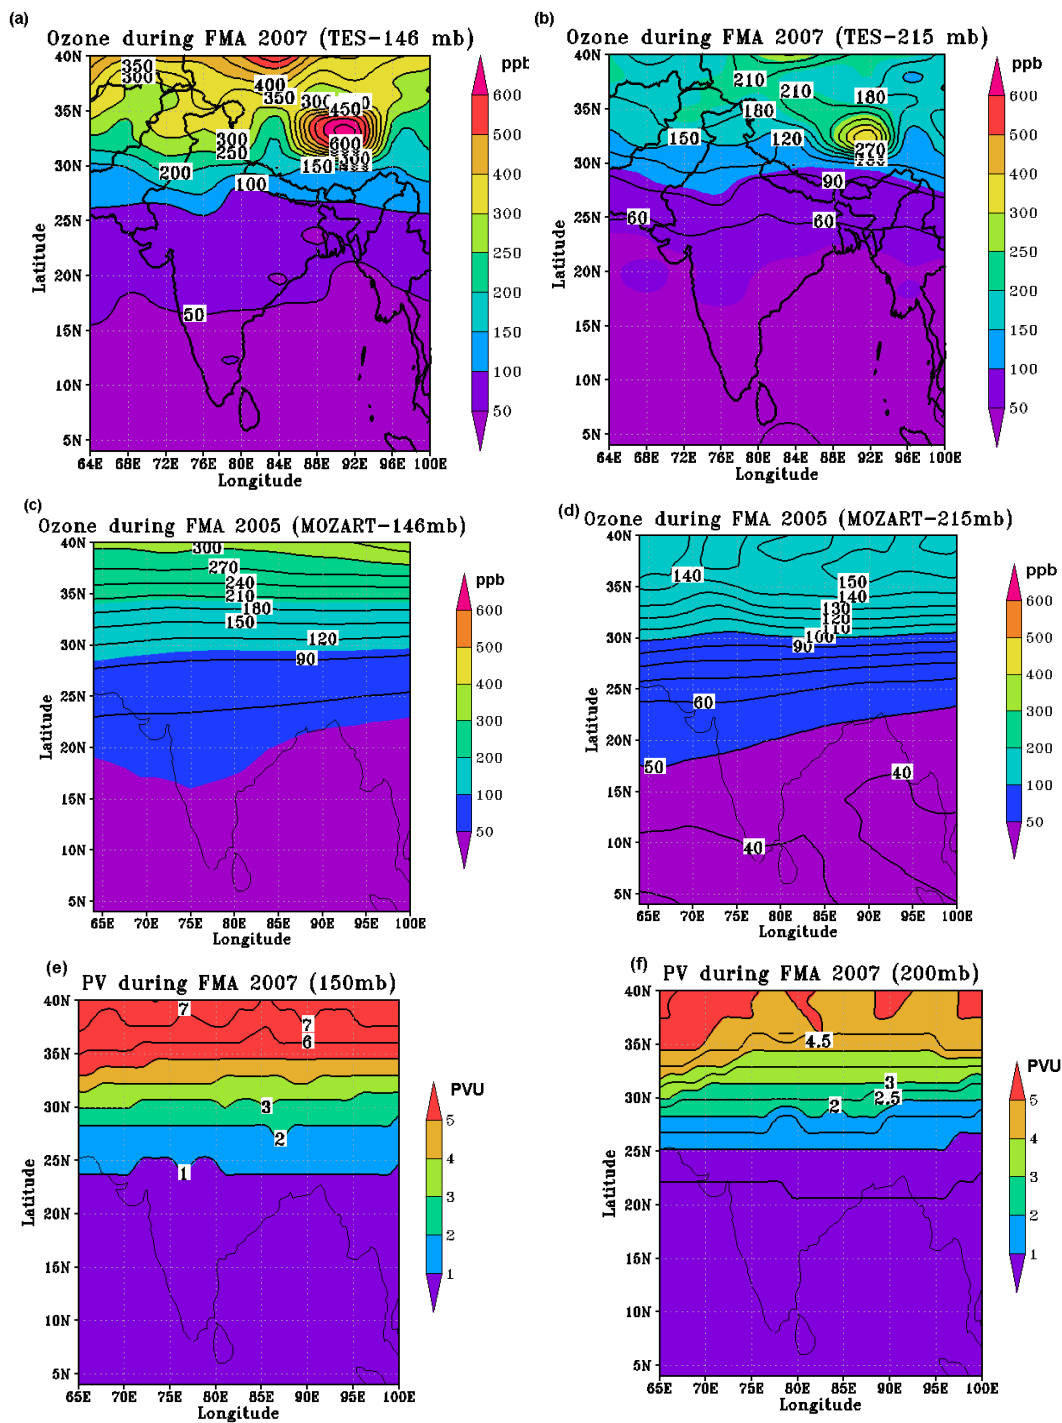 (a)
Ozone during FMA 2007 (TES-146 mb)
ppb
40N
35N
30N
25N
20N
15N
10N
5N
Latitude
350
300
400
350
300
450
300
250
600
150
200
100
50
600
500
400
300
250
200
150
100
50
64E 68E 72E 76E 80E 84E 88E 92E 96E 100E
Longitude
(b)
Ozone during FMA 2007 (TES-215 mb)
ppb
40N
35N
30N
25N
20N
15N
10N
5N
Latitude
210
210
180
180
150
120
270
90
60
60
600
500
400
300
250
200
150
100
50
64E 68E 72E 76E 80E 84E 88E 92E 96E 100E
Longitude
(c)
Ozone during FMA 2005 (MOZART-146mb)
ppb
40N
35N
30N
25N
20N
15N
10N
5N
Latitude
300
270
240
210
180
150
120
90
600
500
400
300
200
100
50
65E 70E 75E 80E 85E 90E 95E 100E
Longitude
(d)
Ozone during FMA 2005 (MOZART-215mb)
ppb
40N
35N
30N
25N
20N
15N
10N
5N
Latitude
140
150
140
130
120
110
100
90
60
50
40
40
600
500
400
300
200
100
50
65E 70E 75E 80E 85E 90E 95E 100E
Longitude
(e)
PV during FMA 2007 (150mb)
PVU
40N
35N
30N
25N
20N
15N
10N
5N
Latitude
7
7
6
3
2
1
5
4
3
2
1
65E 70E 75E 80E 85E 90E 95E 100E
Longitude
(f)
PV during FMA 2007 (200mb)
PVU
40N
35N
30N
25N
20N
15N
10N
5N
Latitude
4.5
3
2.5
2
5
4
3
2
1
65E 70E 75E 80E 85E 90E 95E 100E
Longitude